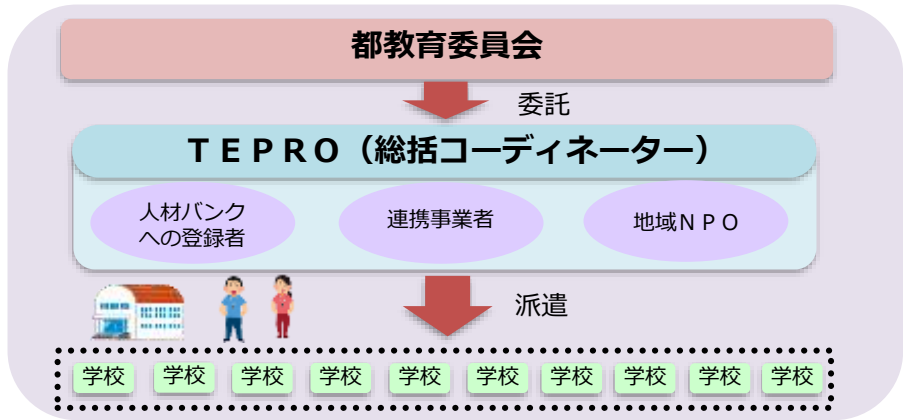 都教育委員会
委託
ＴＥＰＲＯ（総括コーディネーター）
人材バンク
への登録者
連携事業者
地域ＮＰＯ
派遣
学校 学校 学校 学校 学校 学校 学校 学校 学校 学校